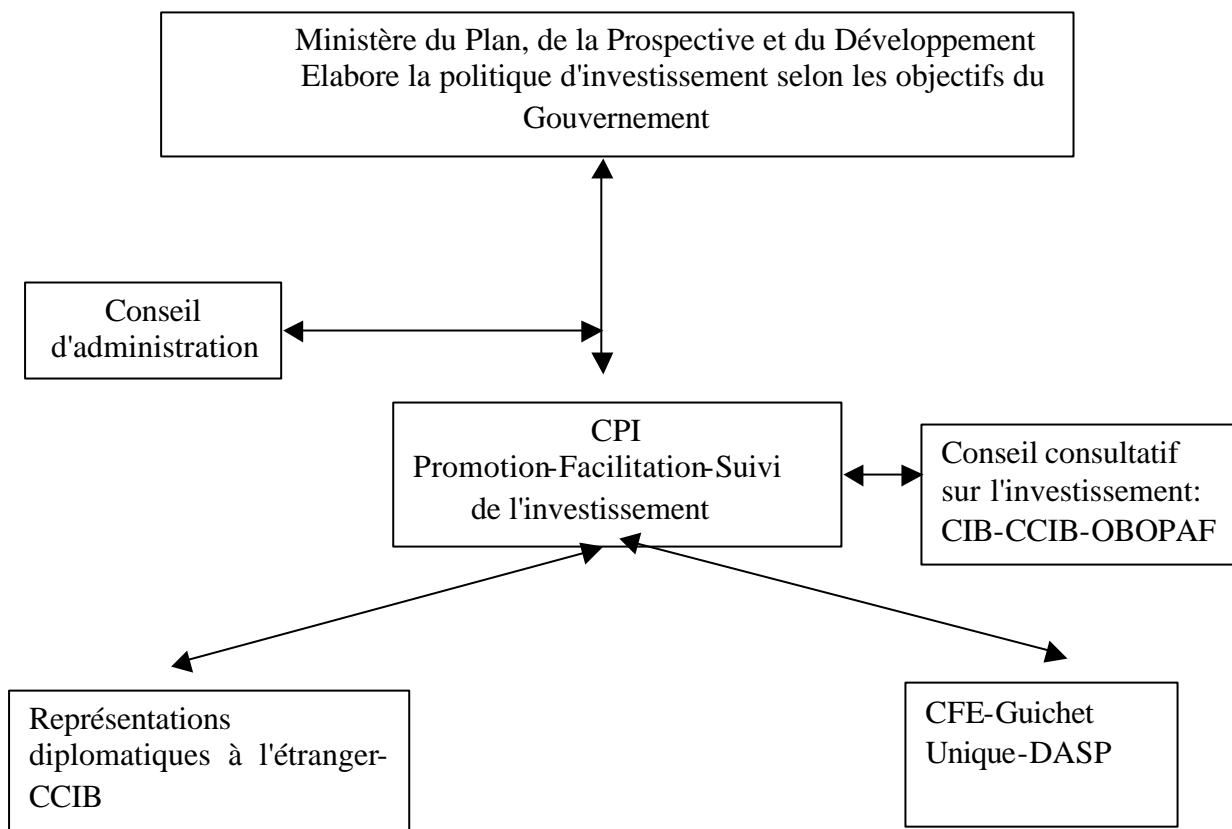 Ministère du Plan, de la Prospective et du Développement
Elabore la politique d'investissement selon les objectifs du
Gouvernement
Conseil
d'administration
CPI
Promotion-Facilitation-Suivi
de l'investissement
Conseil consultatif
sur l'investissement:
CIB-CCIB-OBOPAF
Représentations
diplomatiques à l'étranger-
CCIB
CFE-Guichet
Unique-DASP